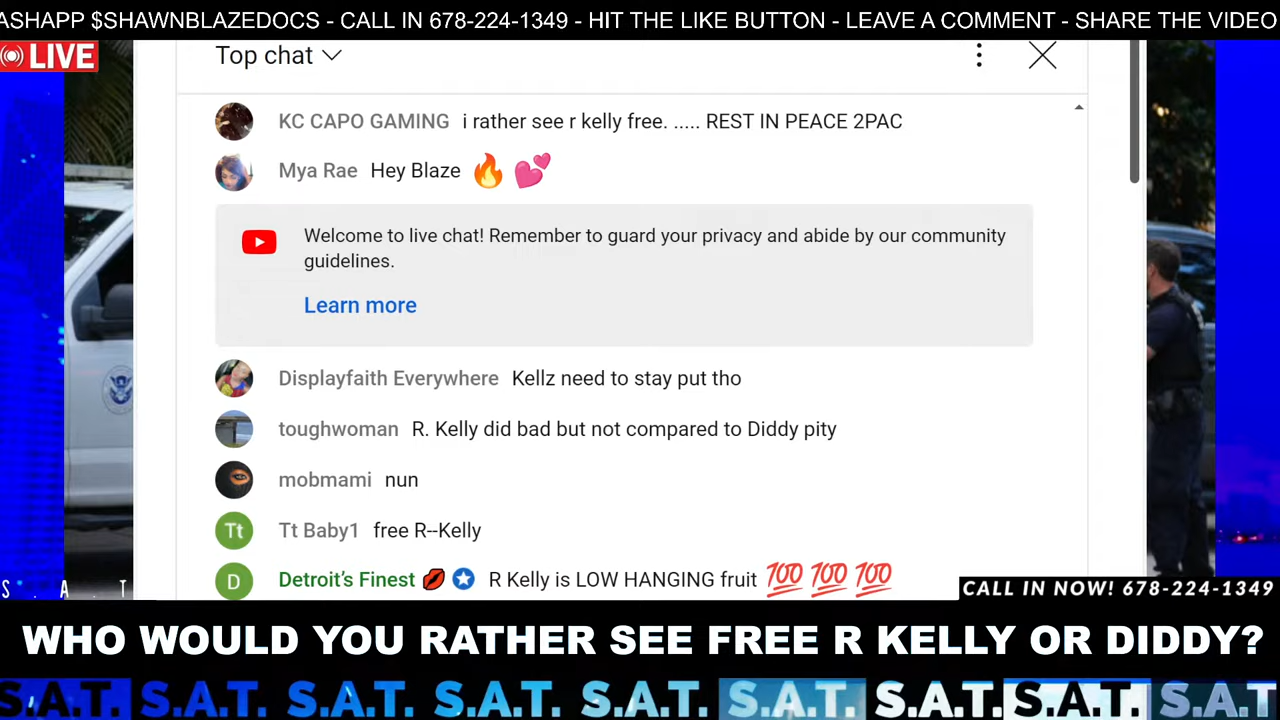 ASHAPP $SHAWNBLAZEDOCS - CALL IN 678-224-1349 - HIT THE LIKE BUTTON - LEAVE A COMMENT - SHARE THE VIDEO
LIVE
Top chat
KC CAPO GAMING i rather see r kelly free. ..... REST IN PEACE 2PAC
Mya Rae Hey Blaze 🔥 💕
Welcome to live chat! Remember to guard your privacy and abide by our community
guidelines.
Learn more
Displayfaith Everywhere Kellz need to stay put tho
toughwoman R. Kelly did bad but not compared to Diddy pity
mobmami nun
Tt Tt Baby1 free R--Kelly
D Detroit’s Finest 💋 R Kelly is LOW HANGING fruit 💯 💯 💯
S . A . T
CALL IN NOW! 678-224-1349
WHO WOULD YOU RATHER SEE FREE R KELLY OR DIDDY?
S.A.T. S.A.T. S.A.T. S.A.T. S.A.T. S.A.T. S.A.T. S.A.T. S.A.T